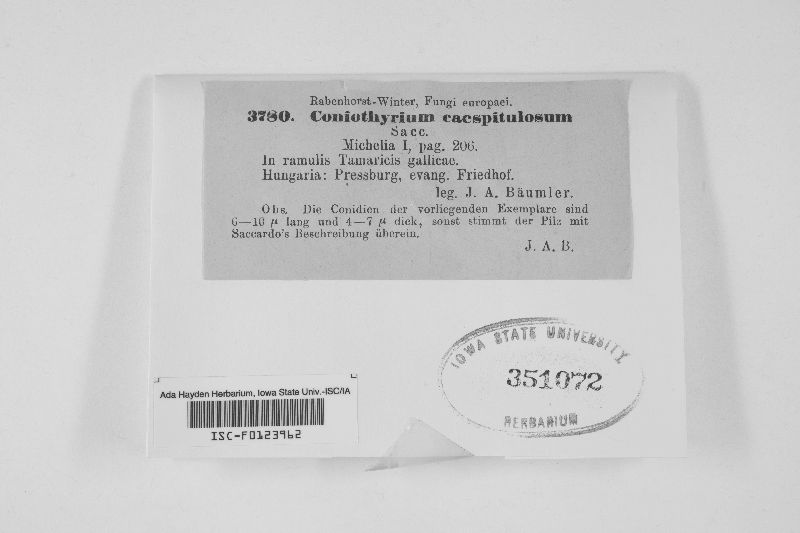 Rabenhorst-Winter, Fungi europaei.
3780. Coniothyrium caespitulosum
Sacc.
Michelia I, pag. 206.
In ramulis Tamaricis gallicae.
Hungaria: Pressburg, evang. Friedhof.
leg. J. A. Bäumler.
Obs. Die Conidien der vorliegenden Exemplare sind
6—10 µ lang und 4—7 µ dick, sonst stimmt der Pilz mit
Saccardo's Beschreibung überein.
J. A. B.
IOWA STATE UNIVERSITY
351072
HERBARIUM
Ada Hayden Herbarium, Iowa State Univ.-ISC/IA
ISC-F0123962